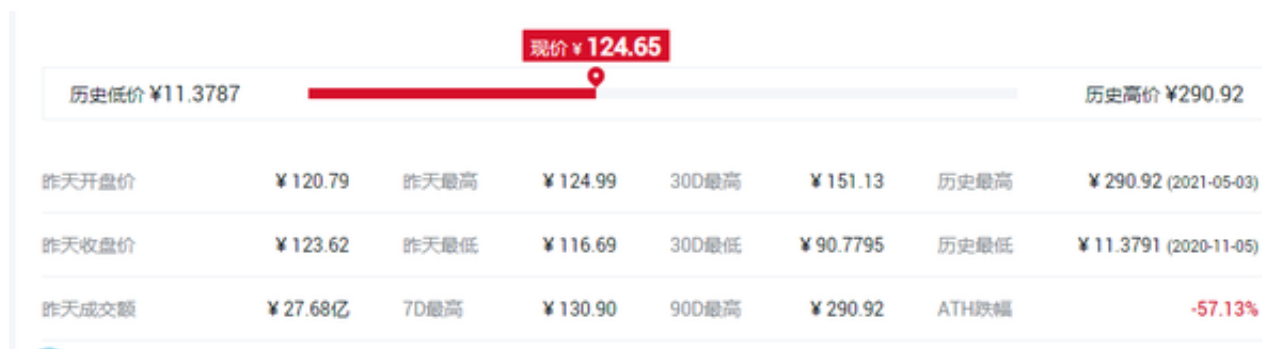 现价 ¥ 124.65
历史低价 ¥11.3787 历史高价 ¥290.92
昨天开盘价 ¥ 120.79 昨天最高 ¥ 124.99 30D最高 ¥ 151.13 历史最高 ¥ 290.92 (2021-05-03)
昨天收盘价 ¥ 123.62 昨天最低 ¥ 116.69 30D最低 ¥ 90.7795 历史最低 ¥ 11.3791 (2020-11-05)
昨天成交额 ¥ 27.68亿 7D最高 ¥ 130.90 90D最高 ¥ 290.92 ATH跌幅 -57.13%